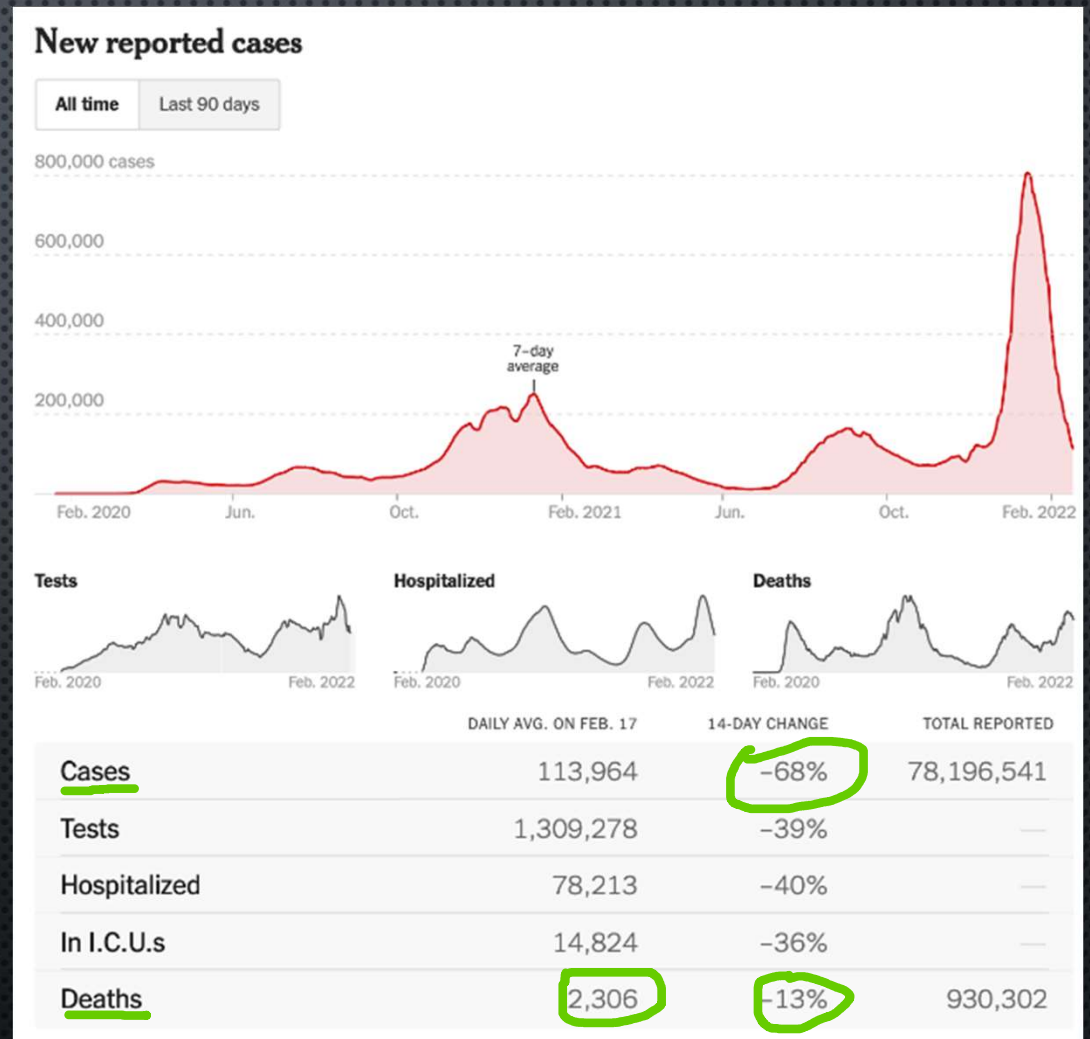 New reported cases
All time Last 90 days
800,000 cases
600,000
400,000
7-day
average
200,000
Feb. 2020 Jun. Oct. Feb. 2021 Jun. Oct. Feb. 2022
Tests Hospitalized Deaths
Feb. 2020 Feb. 2022 Feb. 2020 Feb. 2022 Feb. 2020 Feb. 2022
DAILY AVG. ON FEB. 17 14-DAY CHANGE TOTAL REPORTED
Cases 113,964 –68% 78,196,541
Tests 1,309,278 –39% —
Hospitalized 78,213 –40% —
In I.C.U.s 14,824 –36% —
Deaths 2,306 –13% 930,302